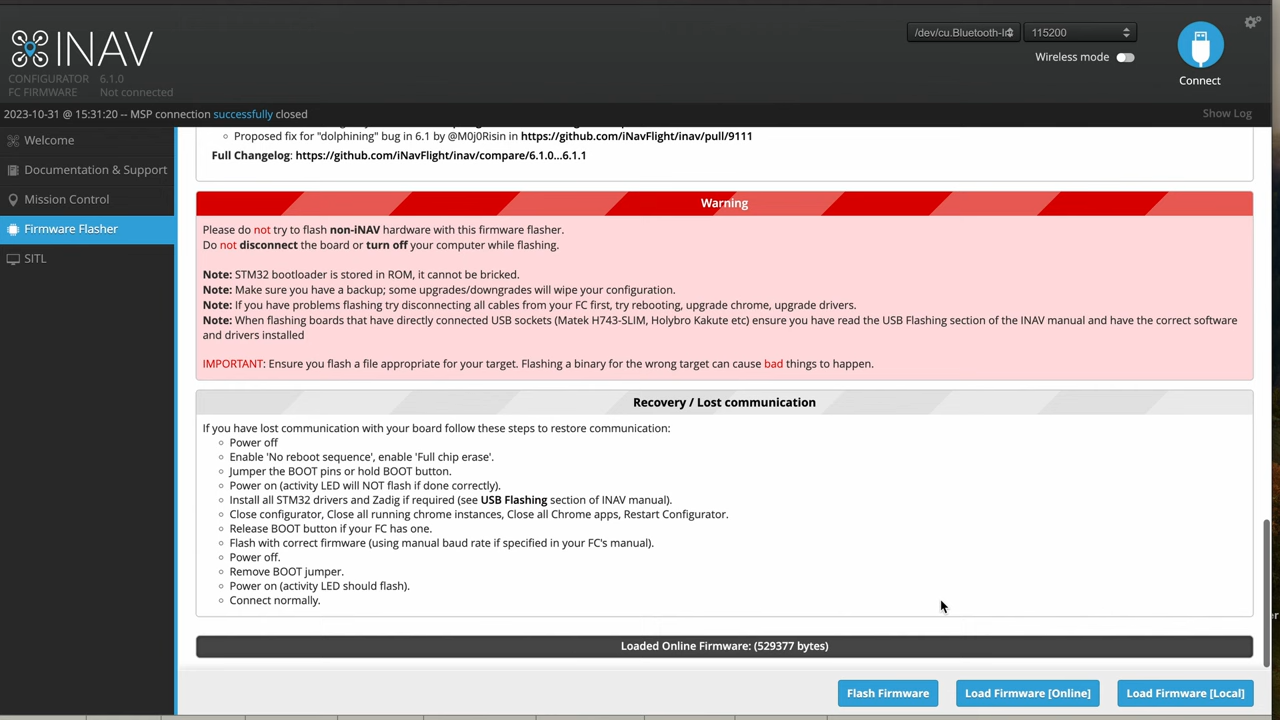 INAV
CONFIGURATOR 6.1.0
FC FIRMWARE Not connected
/dev/cu.Bluetooth-In
115200
Wireless mode
Connect
2023-10-31 @ 15:31:20 -- MSP connection successfully closed
Show Log
Welcome
Documentation & Support
Mission Control
Firmware Flasher
SITL
Proposed fix for "dolphining" bug in 6.1 by @M0j0Risin in https://github.com/iNavFlight/inav/pull/9111
Full Changelog: https://github.com/iNavFlight/inav/compare/6.1.0...6.1.1
Warning
Please do not try to flash non-iNAV hardware with this firmware flasher.
Do not disconnect the board or turn off your computer while flashing.
Note: STM32 bootloader is stored in ROM, it cannot be bricked.
Note: Make sure you have a backup; some upgrades/downgrades will wipe your configuration.
Note: If you have problems flashing try disconnecting all cables from your FC first, try rebooting, upgrade chrome, upgrade drivers.
Note: When flashing boards that have directly connected USB sockets (Matek H743-SLIM, Holybro Kakute etc) ensure you have read the USB Flashing section of the INAV manual and have the correct software
and drivers installed
IMPORTANT: Ensure you flash a file appropriate for your target. Flashing a binary for the wrong target can cause bad things to happen.
Recovery / Lost communication
If you have lost communication with your board follow these steps to restore communication:
Power off
Enable 'No reboot sequence', enable 'Full chip erase'.
Jumper the BOOT pins or hold BOOT button.
Power on (activity LED will NOT flash if done correctly).
Install all STM32 drivers and Zadig if required (see USB Flashing section of INAV manual).
Close configurator, Close all running chrome instances, Close all Chrome apps, Restart Configurator.
Release BOOT button if your FC has one.
Flash with correct firmware (using manual baud rate if specified in your FC's manual).
Power off.
Remove BOOT jumper.
Power on (activity LED should flash).
Connect normally.
Loaded Online Firmware: (529377 bytes)
Flash Firmware
Load Firmware [Online]
Load Firmware [Local]